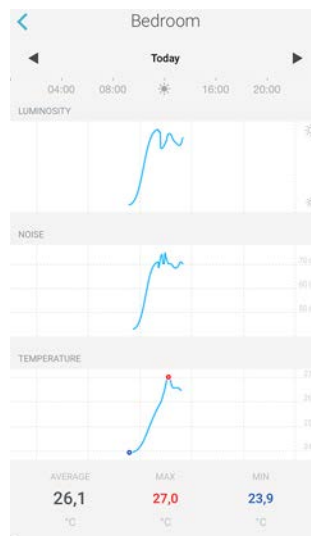 Bedroom
Today
04:00 08:00 16:00 20:00
LUMINOSITY
NOISE
TEMPERATURE
AVERAGE MAX MIN
26,1 27,0 23,9
°C °C °C